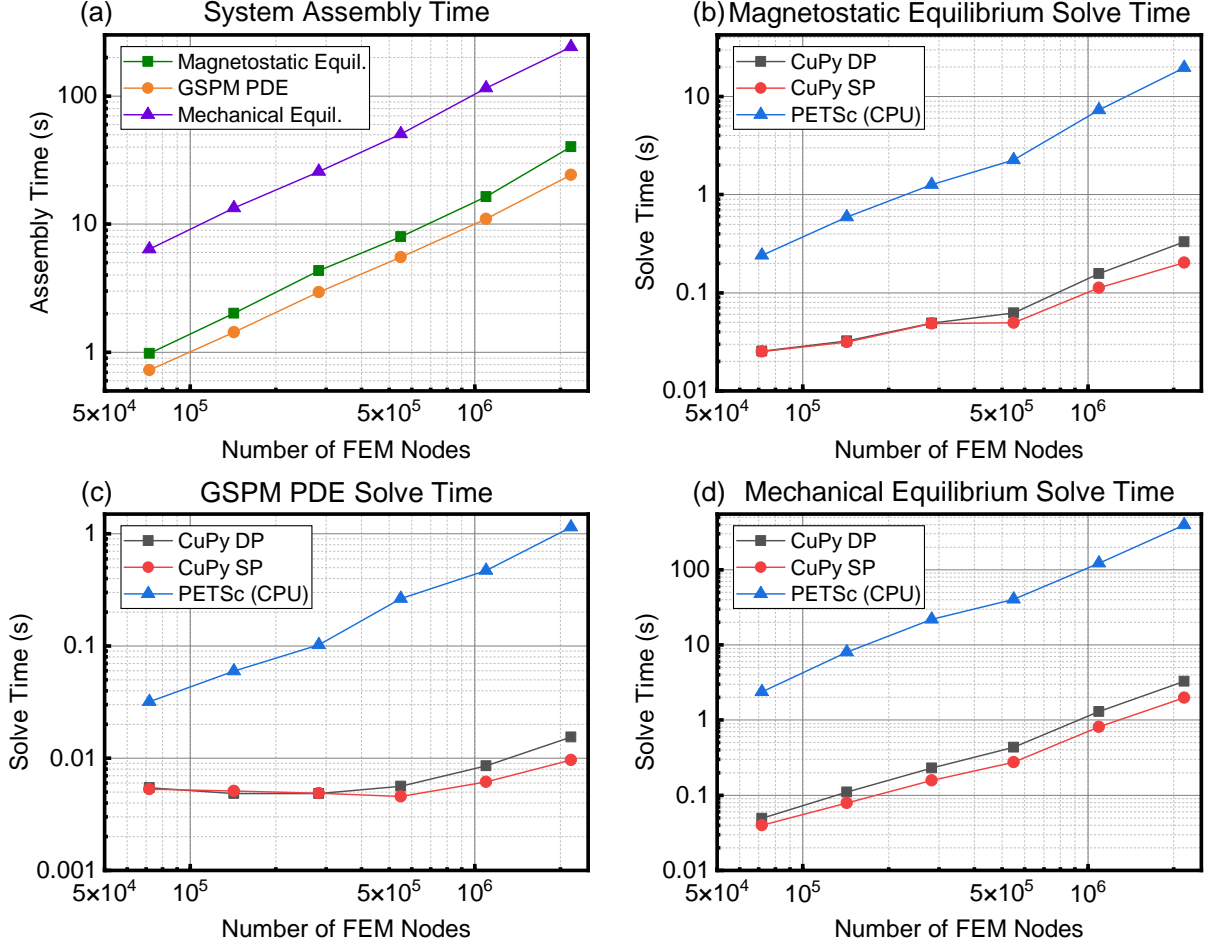 (a) System Assembly Time
Magnetostatic Equil.
GSPM PDE
Mechanical Equil.
Assembly Time (s)
100
10
1
5×10⁴
10⁵
5×10⁵
10⁶
Number of FEM Nodes
(b) Magnetostatic Equilibrium Solve Time
CuPy DP
CuPy SP
PETSc (CPU)
Solve Time (s)
10
1
0.1
0.01
5×10⁴
10⁵
5×10⁵
10⁶
Number of FEM Nodes
(c) GSPM PDE Solve Time
CuPy DP
CuPy SP
PETSc (CPU)
Solve Time (s)
1
0.1
0.01
0.001
5×10⁴
10⁵
5×10⁵
10⁶
Number of FEM Nodes
(d) Mechanical Equilibrium Solve Time
CuPy DP
CuPy SP
PETSc (CPU)
Solve Time (s)
100
10
1
0.1
0.01
5×10⁴
10⁵
5×10⁵
10⁶
Number of FEM Nodes